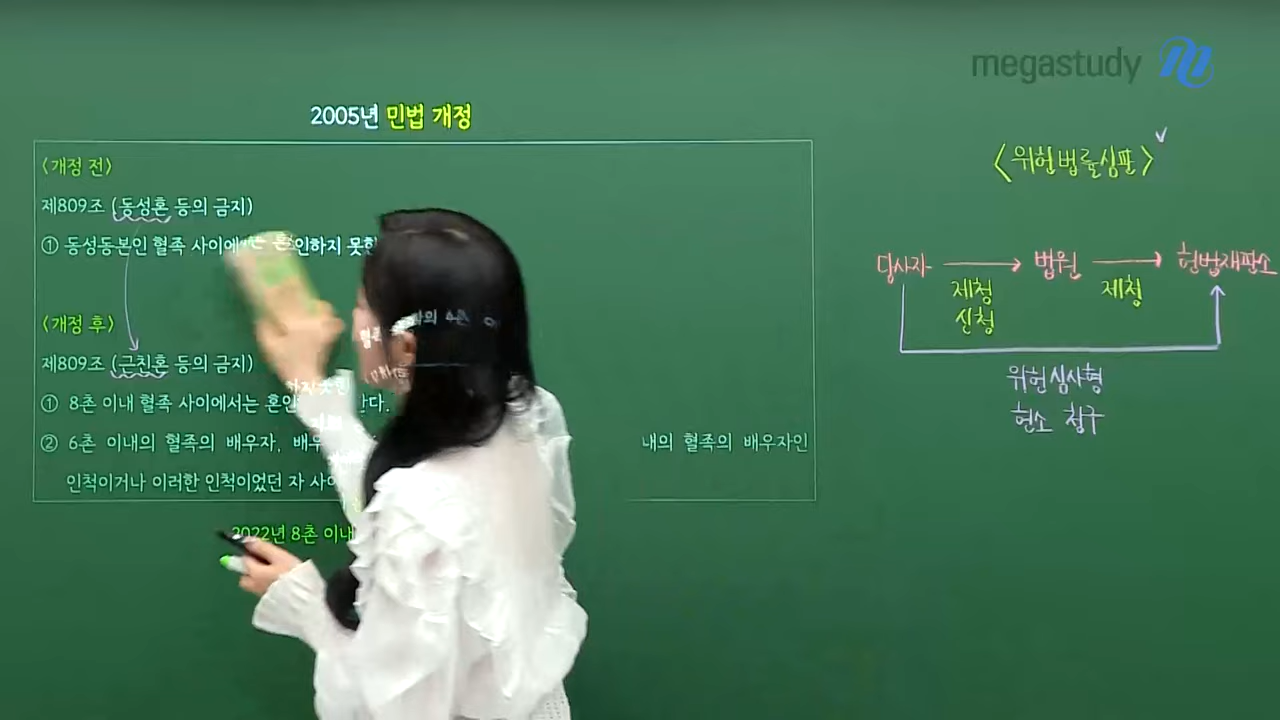 megastudy
2005년 민법 개정
<개정 전>
제809조 (동성혼 등의 금지)
① 동성동본인 혈족 사이에 혼인하지 못한
<개정 후>
제809조 (근친혼 등의 금지)
① 8촌 이내 혈족 사이에서는 혼인
② 6촌 이내의 혈족의 배우자, 배우 내의 혈족의 배우자인
인척이거나 이러한 인척이었던 자 사이
2022년 8촌 이내
<위헌법률심판>
당사자 → 법원 → 헌법재판소
제청 제청
신청
위헌심사형
헌소 청구